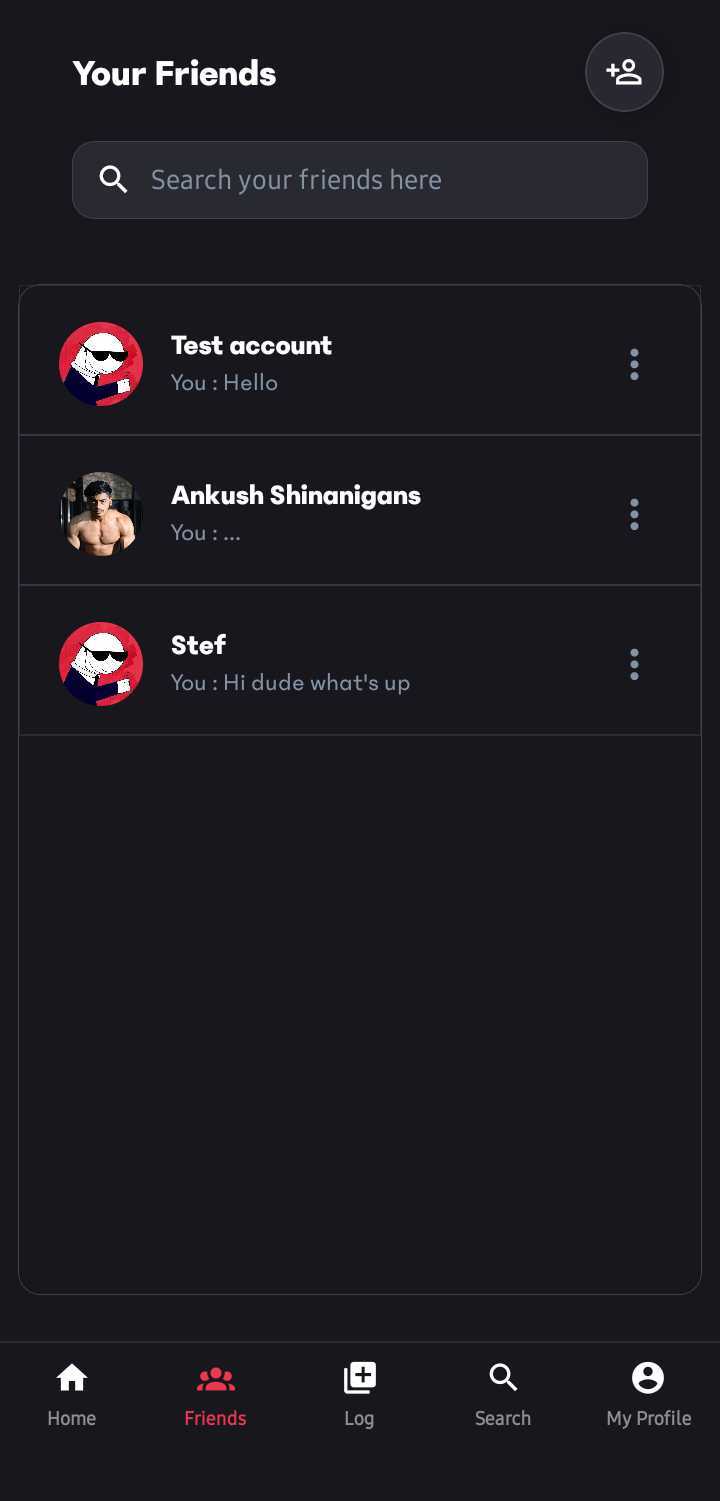 Your Friends
Search your friends here
Test account
You : Hello
Ankush Shinanigans
You : ...
Stef
You : Hi dude what's up
Home
Friends
Log
Search
My Profile